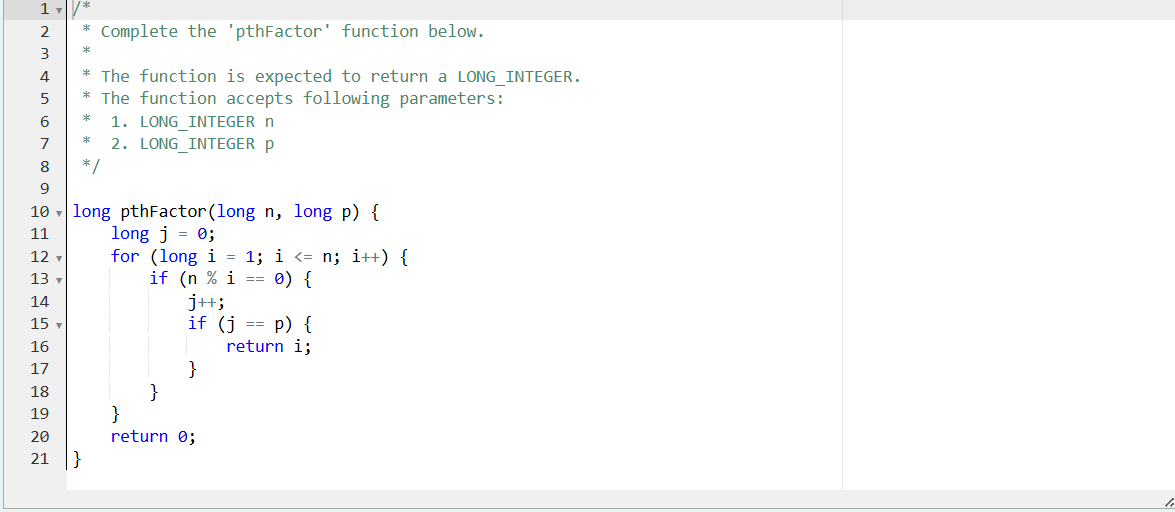 1 /*
2  * Complete the 'pthFactor' function below.
3  *
4  * The function is expected to return a LONG_INTEGER.
5  * The function accepts following parameters:
6  *  1. LONG_INTEGER n
7  *  2. LONG_INTEGER p
8  */
9
10 long pthFactor(long n, long p) {
11     long j = 0;
12     for (long i = 1; i <= n; i++) {
13         if (n % i == 0) {
14             j++;
15             if (j == p) {
16                 return i;
17             }
18         }
19     }
20     return 0;
21 }